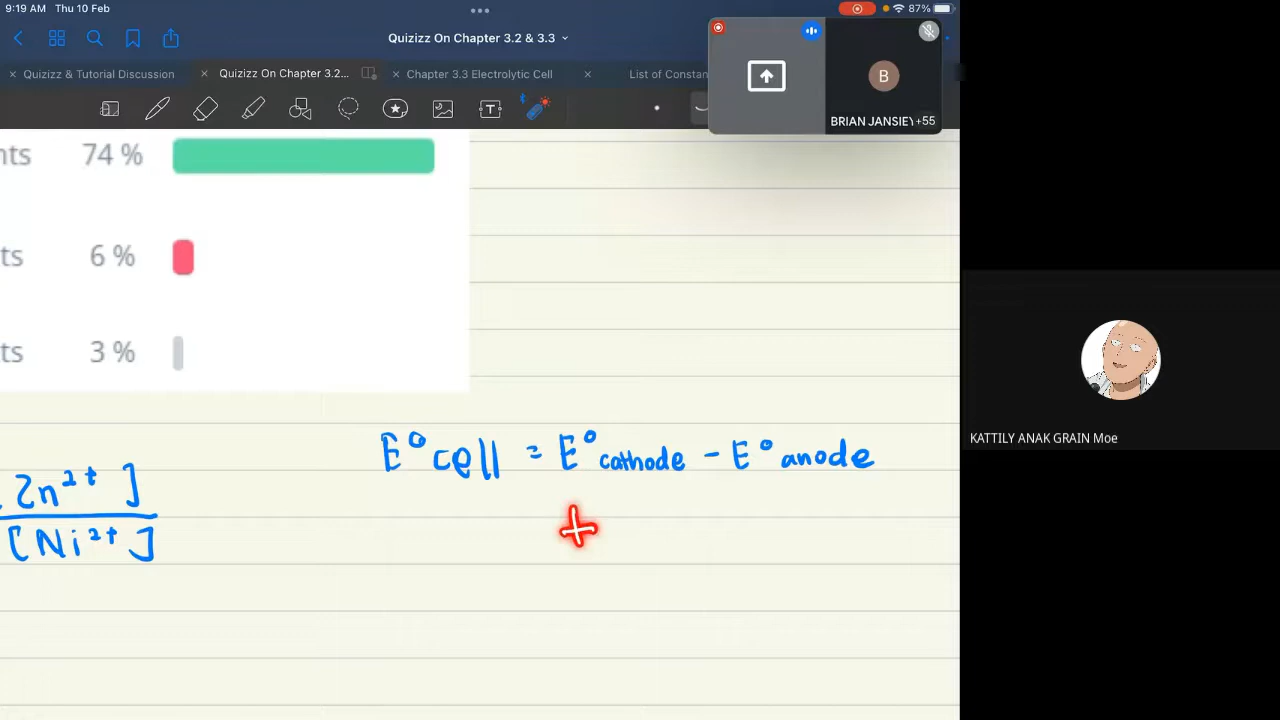 9:19 AM Thu 10 Feb
87%
Quizizz On Chapter 3.2 & 3.3
Quizizz & Tutorial Discussion
Quizizz On Chapter 3.2...
Chapter 3.3 Electrolytic Cell
List of Constan
B
BRIAN JANSIEY +55
KATTILY ANAK GRAIN Moe
nts 74 %
ts 6 %
ts 3 %
E° cell = E° cathode - E° anode
[Zn²⁺]
[Ni²⁺]
+